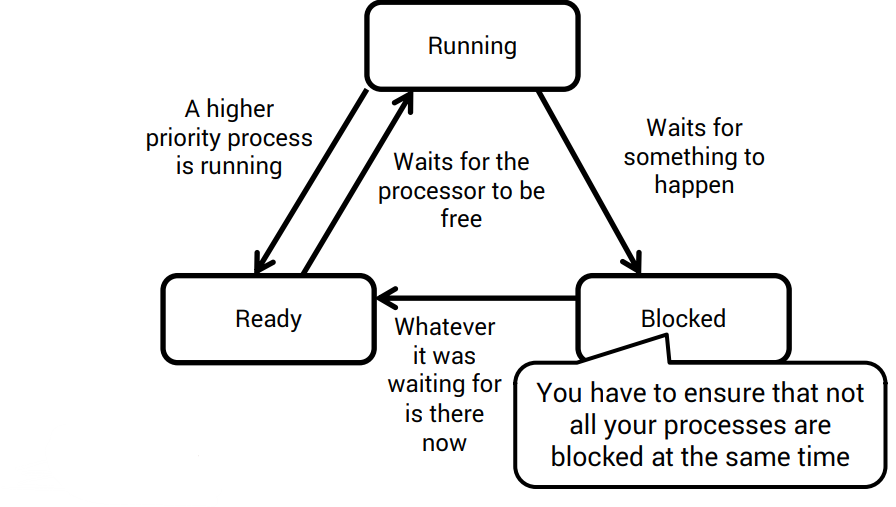 Running
A higher
priority process
is running
Waits for the
processor to be
free
Waits for
something to
happen
Ready
Whatever
it was
waiting for
is there
now
Blocked
You have to ensure that not
all your processes are
blocked at the same time